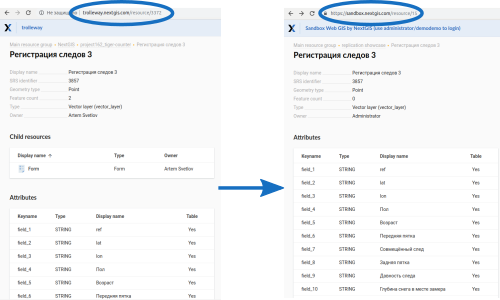 Не защищено trolleway.nextgis.com/resource/3172
trolleway
Main resource group › NextGIS › project163_tiger-counter › Регистрация следов 3
Регистрация следов 3
Display name Регистрация следов 3
SRS identifier 3857
Geometry type Point
Feature count 2
Type Vector layer (vector_layer)
Owner Artem Svetlov
Child resources
Display name ↑ Type Owner
Form Form Artem Svetlov
Attributes
Keyname Type Display name Table
field_1 STRING ref Yes
field_2 STRING lat Yes
field_3 STRING lon Yes
field_4 STRING Пол Yes
field_5 STRING Возраст Yes
field_6 STRING Передняя пятка Yes
https://sandbox.nextgis.com/resource/
Sandbox Web GIS by NextGIS (use administrator/demodemo to login)
Main resource group › replication showcase › Регистрация следов 3
Регистрация следов 3
Display name Регистрация следов 3
SRS identifier 3857
Geometry type Point
Feature count 0
Type Vector layer (vector_layer)
Owner Administrator
Attributes
Keyname Type Display name Table
field_1 STRING ref Yes
field_2 STRING lat Yes
field_3 STRING lon Yes
field_4 STRING Пол Yes
field_5 STRING Возраст Yes
field_6 STRING Передняя пятка Yes
field_7 STRING Совмещённый след Yes
field_8 STRING Задняя пятка Yes
field_9 STRING Давность следа Yes
field_10 STRING Глубина снега в месте замера Yes